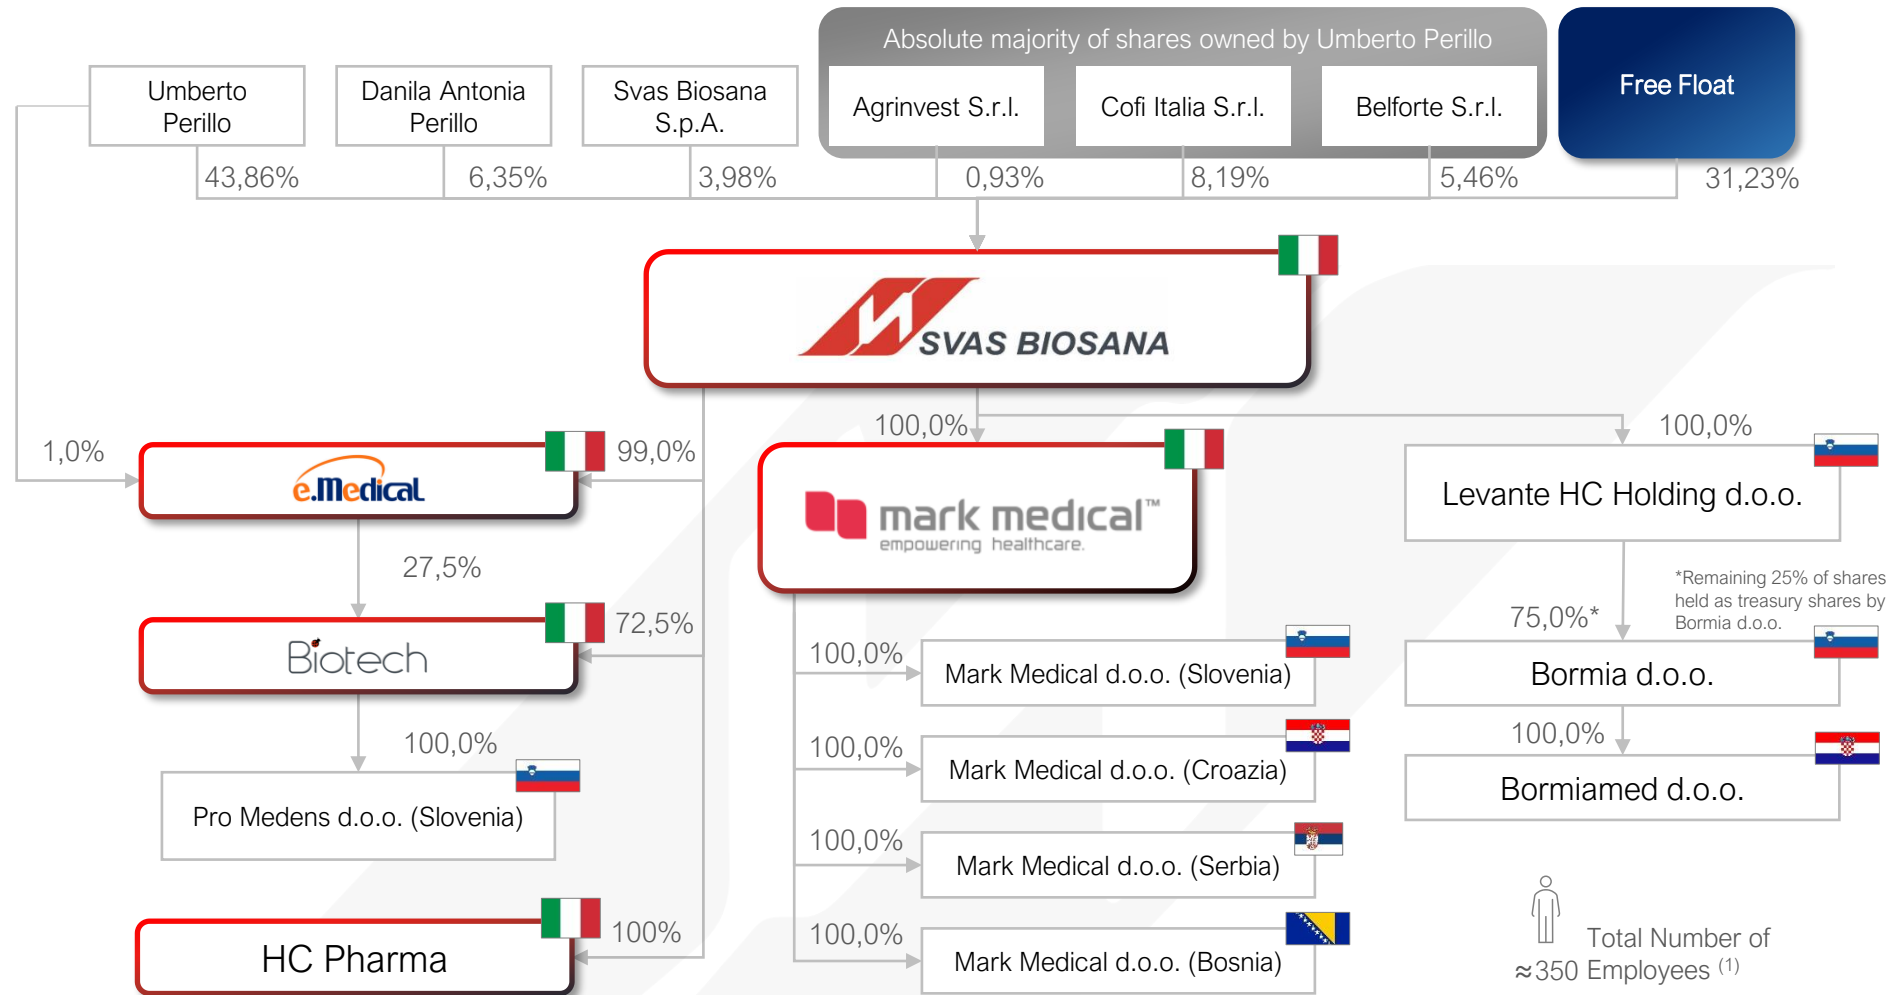 Absolute majority of shares owned by Umberto Perillo
Umberto
Perillo
Danila Antonia
Perillo
Svas Biosana
S.p.A.
Agrinvest S.r.l.
Cofi Italia S.r.l.
Belforte S.r.l.
Free Float
43,86%
6,35%
3,98%
0,93%
8,19%
5,46%
31,23%
SVAS BIOSANA
1,0%
e.Medical
99,0%
100,0%
mark medical™
empowering healthcare.
100,0%
Levante HC Holding d.o.o.
27,5%
Biotech
72,5%
75,0%*
*Remaining 25% of shares
held as treasury shares by
Bormia d.o.o.
100,0%
Mark Medical d.o.o. (Slovenia)
Bormia d.o.o.
100,0%
Pro Medens d.o.o. (Slovenia)
100,0%
Mark Medical d.o.o. (Croazia)
100,0%
Bormiamed d.o.o.
100,0%
Mark Medical d.o.o. (Serbia)
HC Pharma
100%
100,0%
Mark Medical d.o.o. (Bosnia)
Total Number of
≈350 Employees (1)